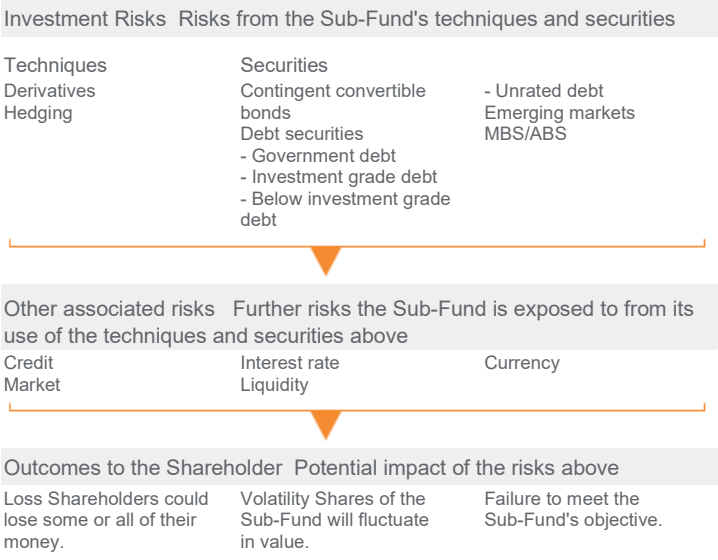 Investment Risks Risks from the Sub-Fund's techniques and securities
Techniques
Derivatives
Hedging
Securities
Contingent convertible
bonds
Debt securities
- Government debt
- Investment grade debt
- Below investment grade
debt
- Unrated debt
Emerging markets
MBS/ABS
Other associated risks Further risks the Sub-Fund is exposed to from its
use of the techniques and securities above
Credit
Market
Interest rate
Liquidity
Currency
Outcomes to the Shareholder Potential impact of the risks above
Loss Shareholders could
lose some or all of their
money.
Volatility Shares of the
Sub-Fund will fluctuate
in value.
Failure to meet the
Sub-Fund's objective.